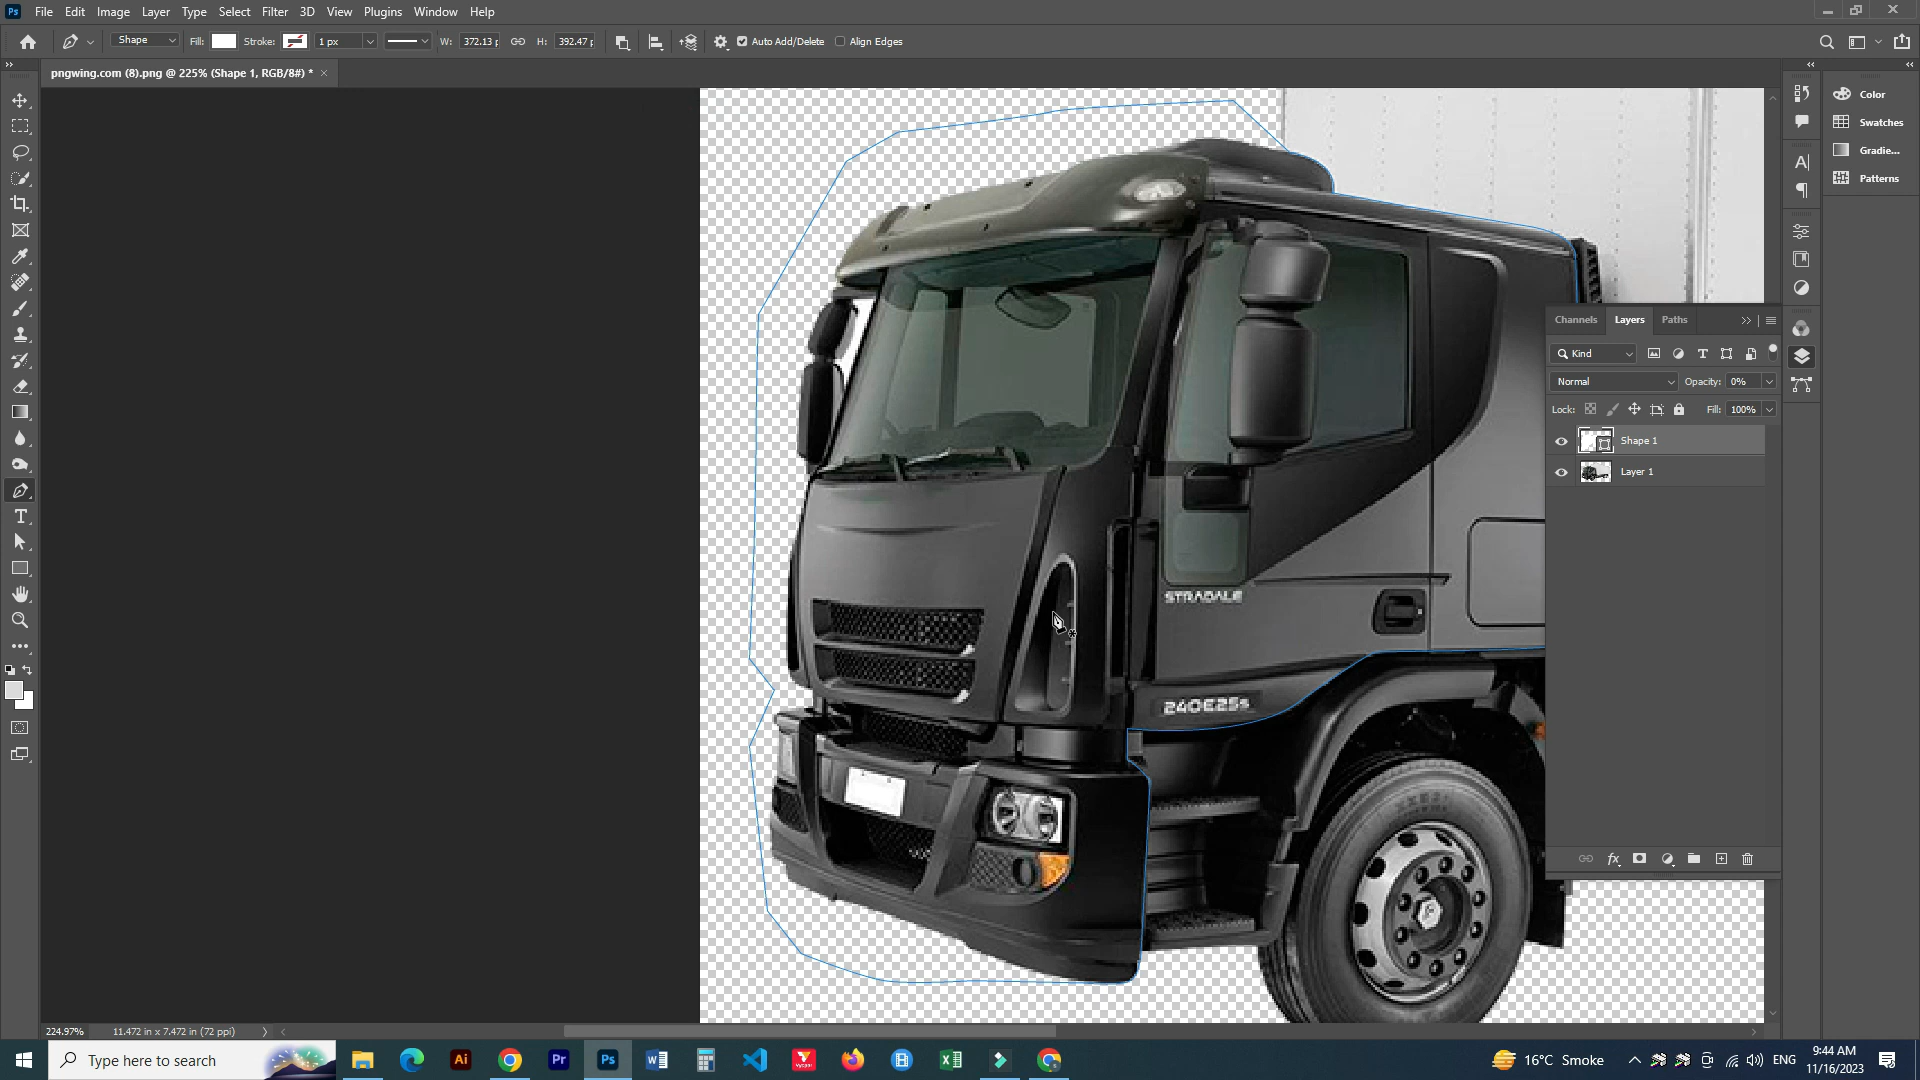 Ps File Edit Image Layer Type Select Filter 3D View Plugins Window Help
Shape Fill: Stroke: 1 px W: 372.13 p H: 392.47 p Auto Add/Delete Align Edges
pngwing.com (8).png @ 225% (Shape 1, RGB/8#) * ×
Color
Swatches
Gradie...
Patterns
Channels Layers Paths
Kind
Normal Opacity: 0%
Lock: Fill: 100%
Shape 1
Layer 1
STRADALE
240E25s
224.97% 11.472 in x 7.472 in (72 ppi)
Type here to search
Ai Pr Ps
16°C Smoke
ENG
9:44 AM
11/16/2023